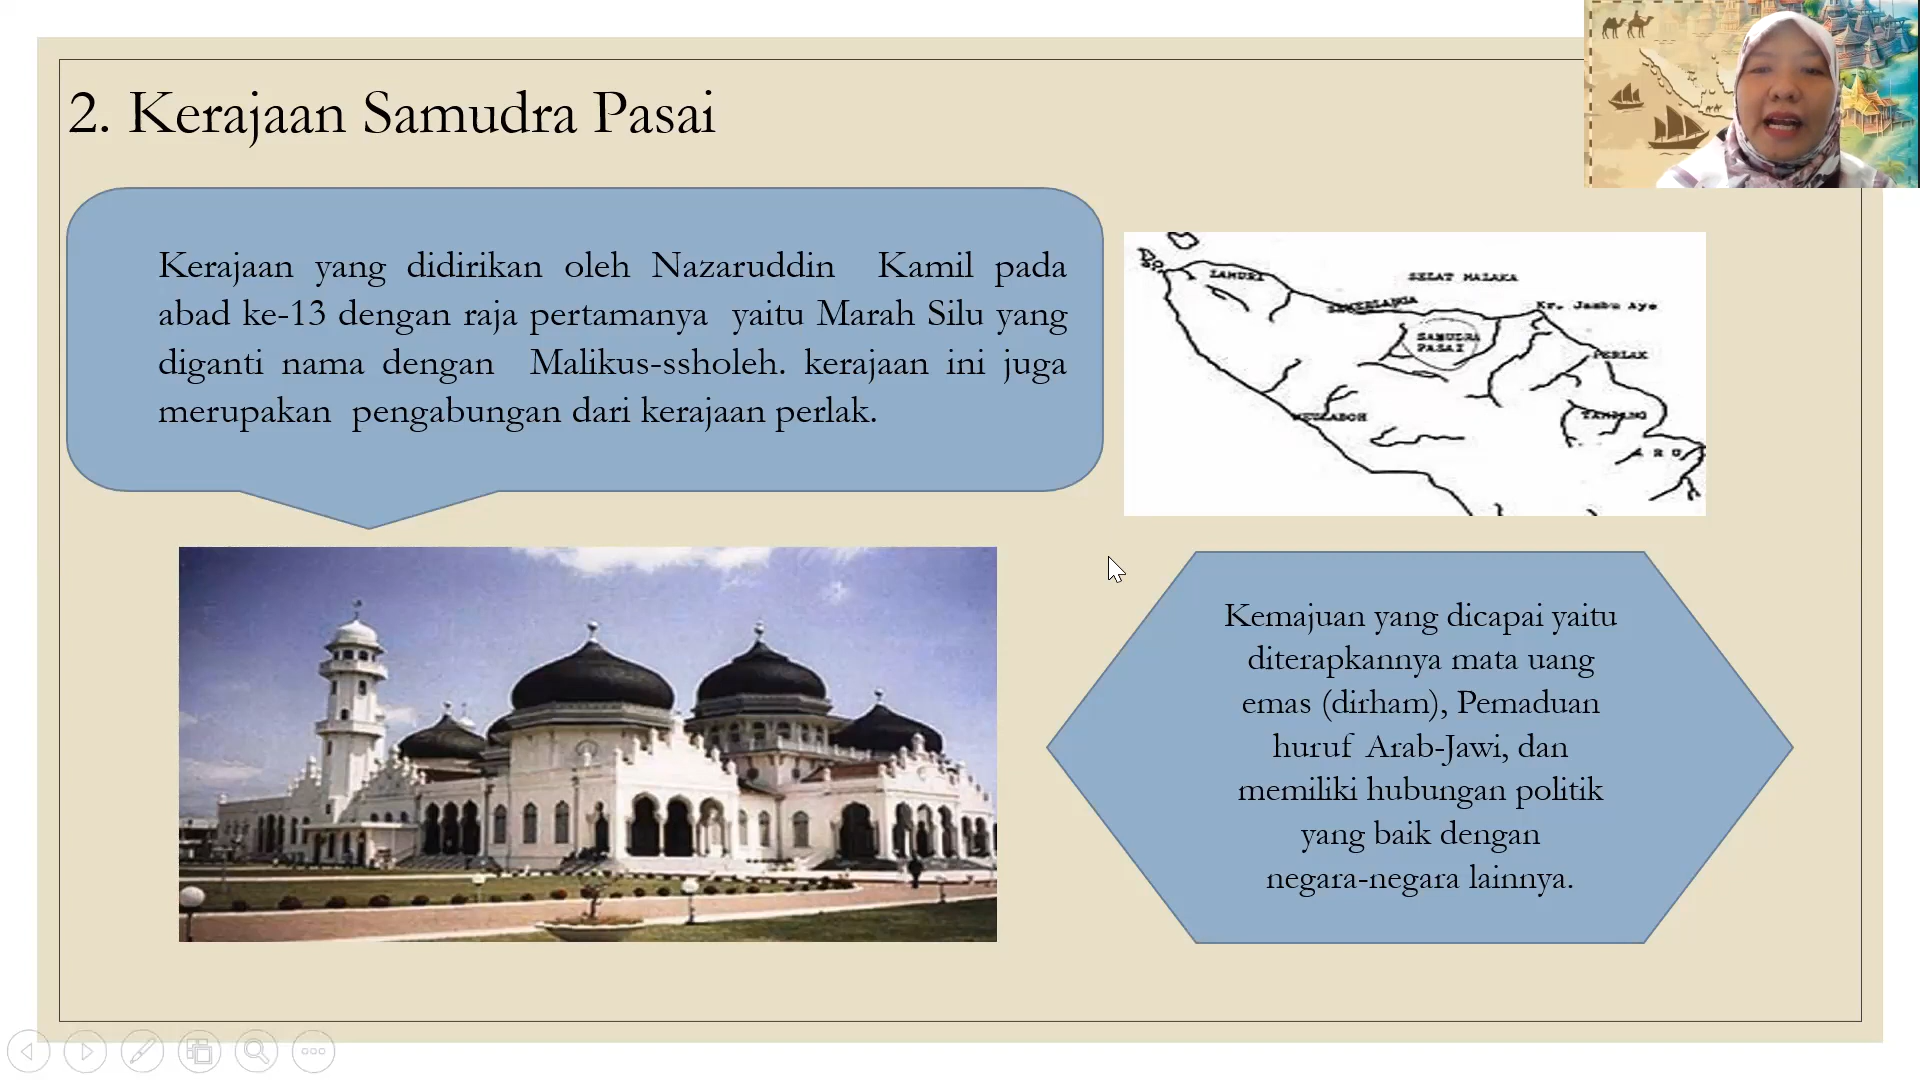 2. Kerajaan Samudra Pasai
Kerajaan yang didirikan oleh Nazaruddin Kamil pada
abad ke-13 dengan raja pertamanya yaitu Marah Silu yang
diganti nama dengan Malikus-ssholeh. kerajaan ini juga
merupakan pengabungan dari kerajaan perlak.
LAMURI
SELAT MALAKA
Kr. Jambu Aye
SAMUDRA
PASAI
PERLAK
MEULABOH
TAMIANG
ARU
Kemajuan yang dicapai yaitu
diterapkannya mata uang
emas (dirham), Pemaduan
huruf Arab-Jawi, dan
memiliki hubungan politik
yang baik dengan
negara-negara lainnya.